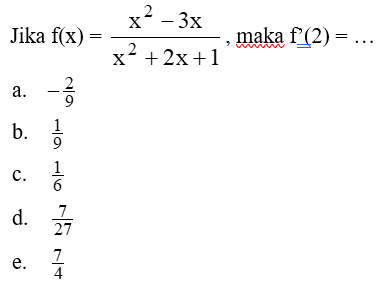 Jika f(x) = (x² − 3x)/(x² + 2x + 1), maka f’(2) = …
a. −2/9
b. 1/9
c. 1/6
d. 7/27
e. 7/4